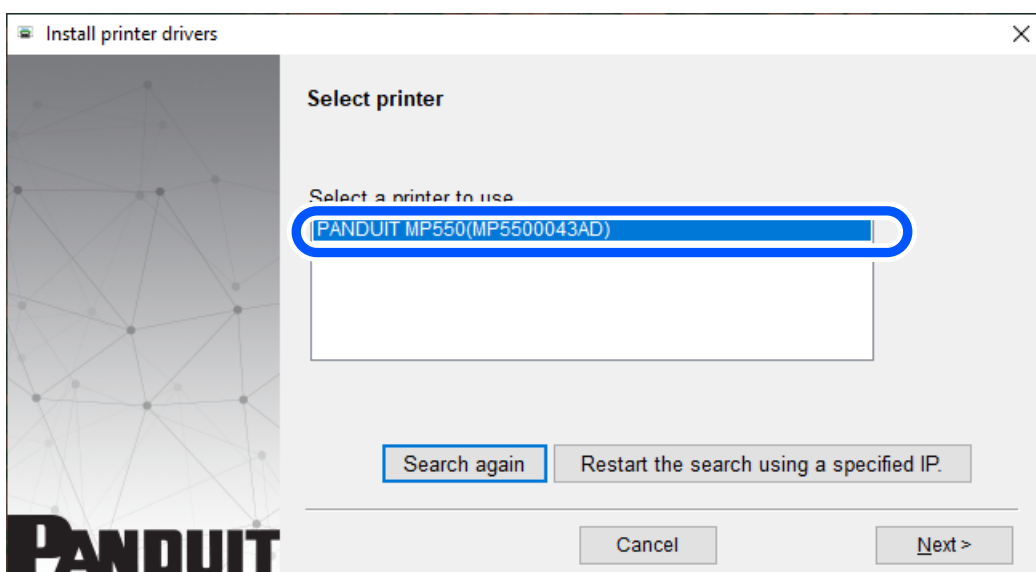 Install printer drivers
Select printer
Select a printer to use
PANDUIT MP550(MP5500043AD)
Search again
Restart the search using a specified IP.
PANDUIT
Cancel
Next >